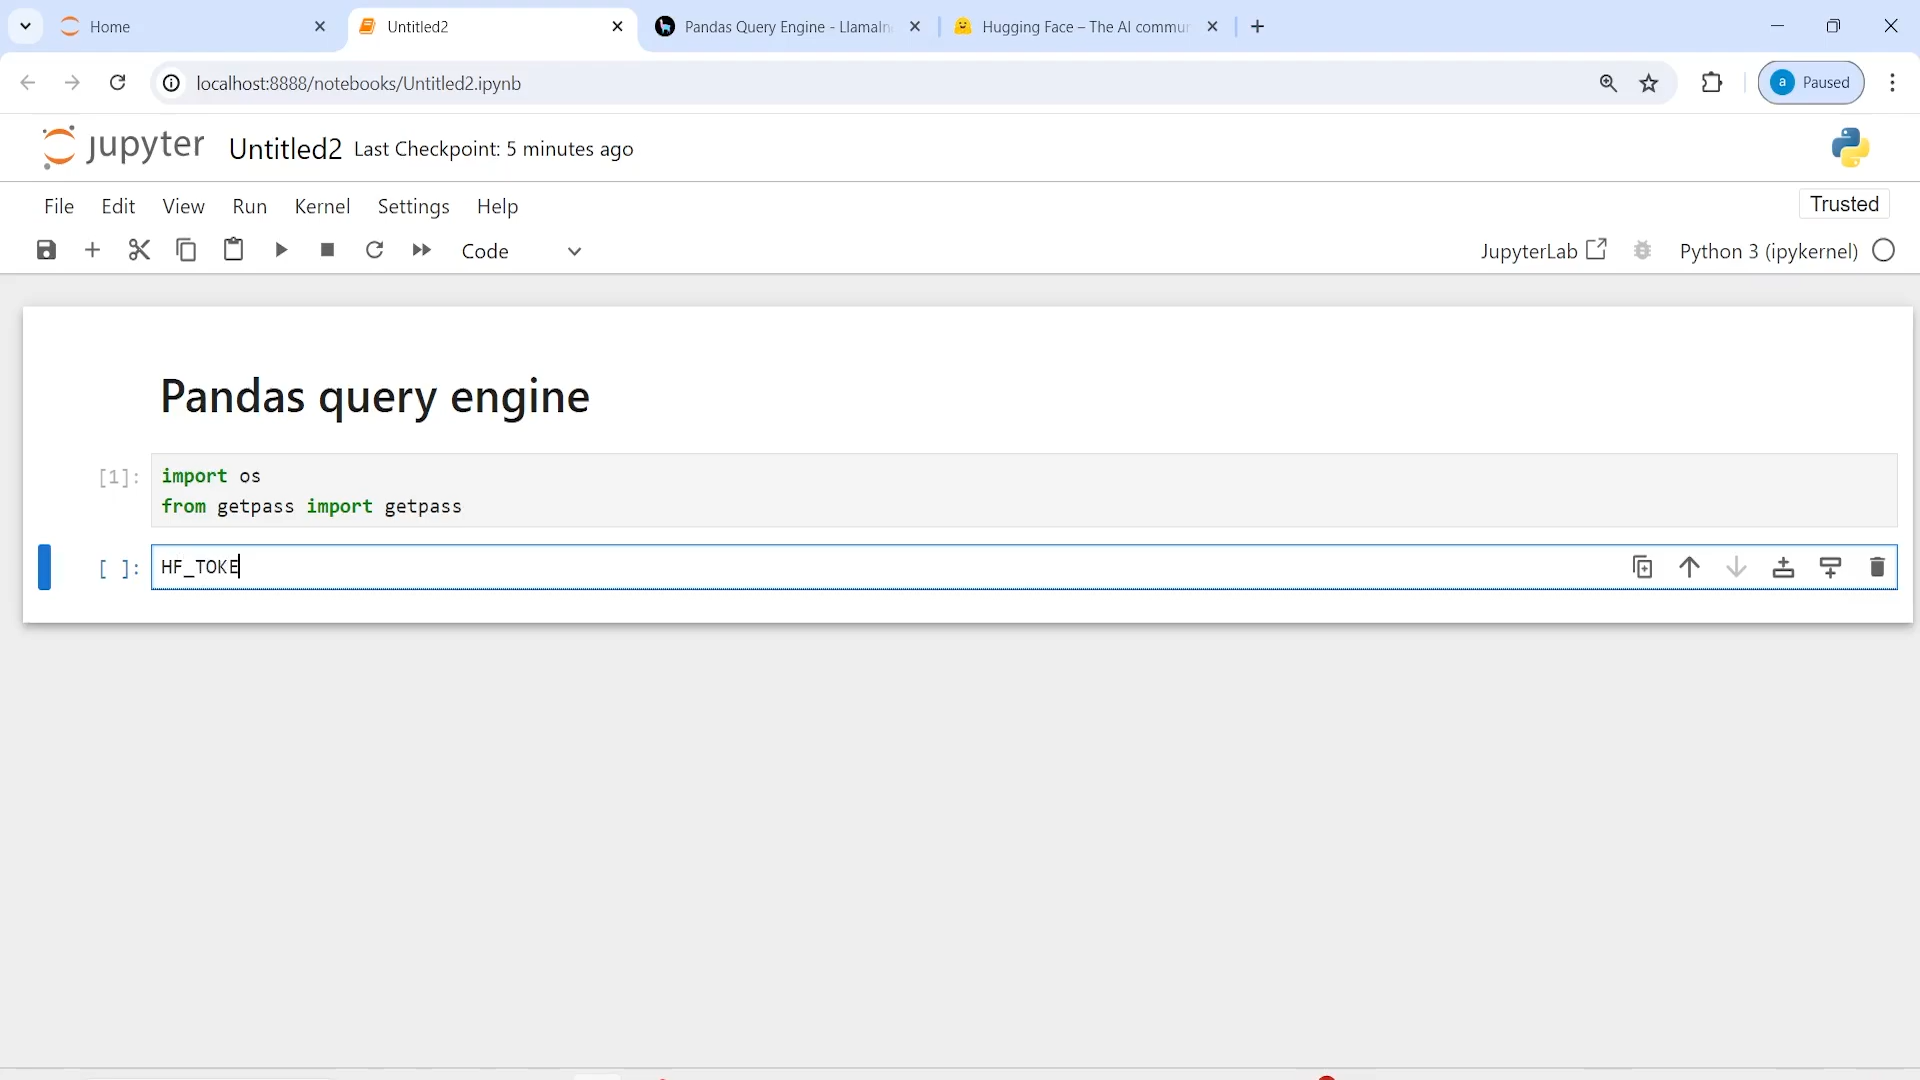 Home
Untitled2
Pandas Query Engine - LlamaIn
Hugging Face – The AI commun
localhost:8888/notebooks/Untitled2.ipynb
a Paused
jupyter Untitled2 Last Checkpoint: 5 minutes ago
File Edit View Run Kernel Settings Help
Trusted
Code
JupyterLab
Python 3 (ipykernel)
Pandas query engine
[1]: import os
from getpass import getpass
[ ]: HF_TOKE